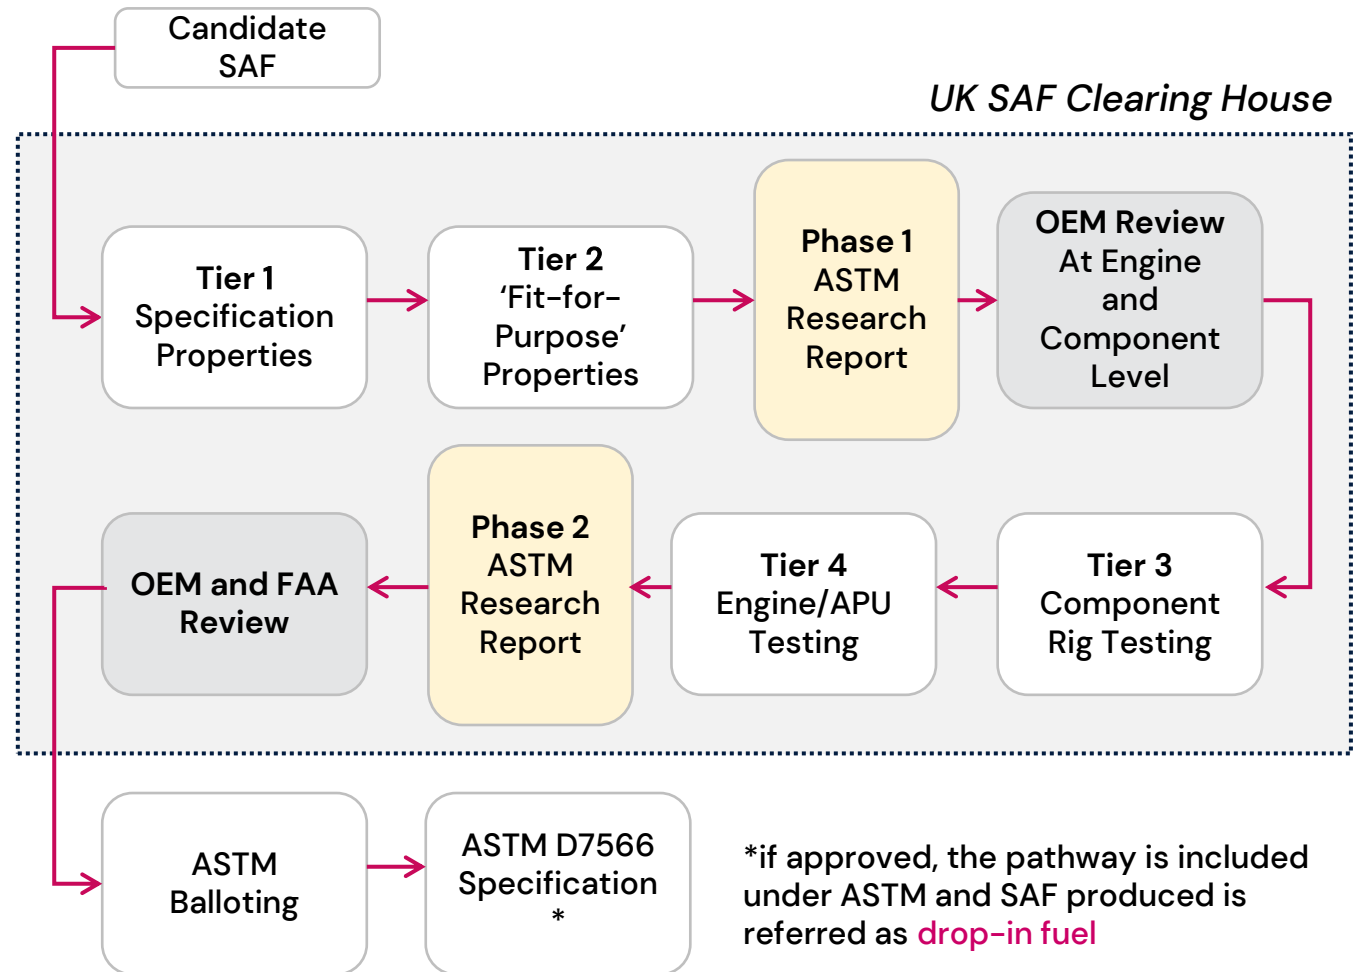 Candidate
SAF
UK SAF Clearing House
Tier 1
Specification
Properties
Tier 2
‘Fit-for-
Purpose’
Properties
Phase 1
ASTM
Research
Report
OEM Review
At Engine
and
Component
Level
OEM and FAA
Review
Phase 2
ASTM
Research
Report
Tier 4
Engine/APU
Testing
Tier 3
Component
Rig Testing
ASTM
Balloting
ASTM D7566
Specification
*
*if approved, the pathway is included
under ASTM and SAF produced is
referred as drop-in fuel